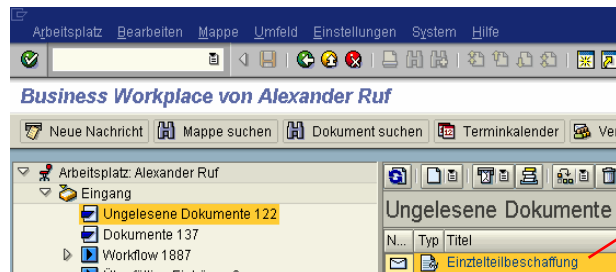 Arbeitsplatz Bearbeiten Mappe Umfeld Einstellungen System Hilfe
Business Workplace von Alexander Ruf
Neue Nachricht Mappe suchen Dokument suchen Terminkalender
Arbeitsplatz: Alexander Ruf
Eingang
Ungelesene Dokumente 122
Dokumente 137
Workflow 1887
Ungelesene Dokumente
N... Typ Titel
Einztelteilbeschaffung